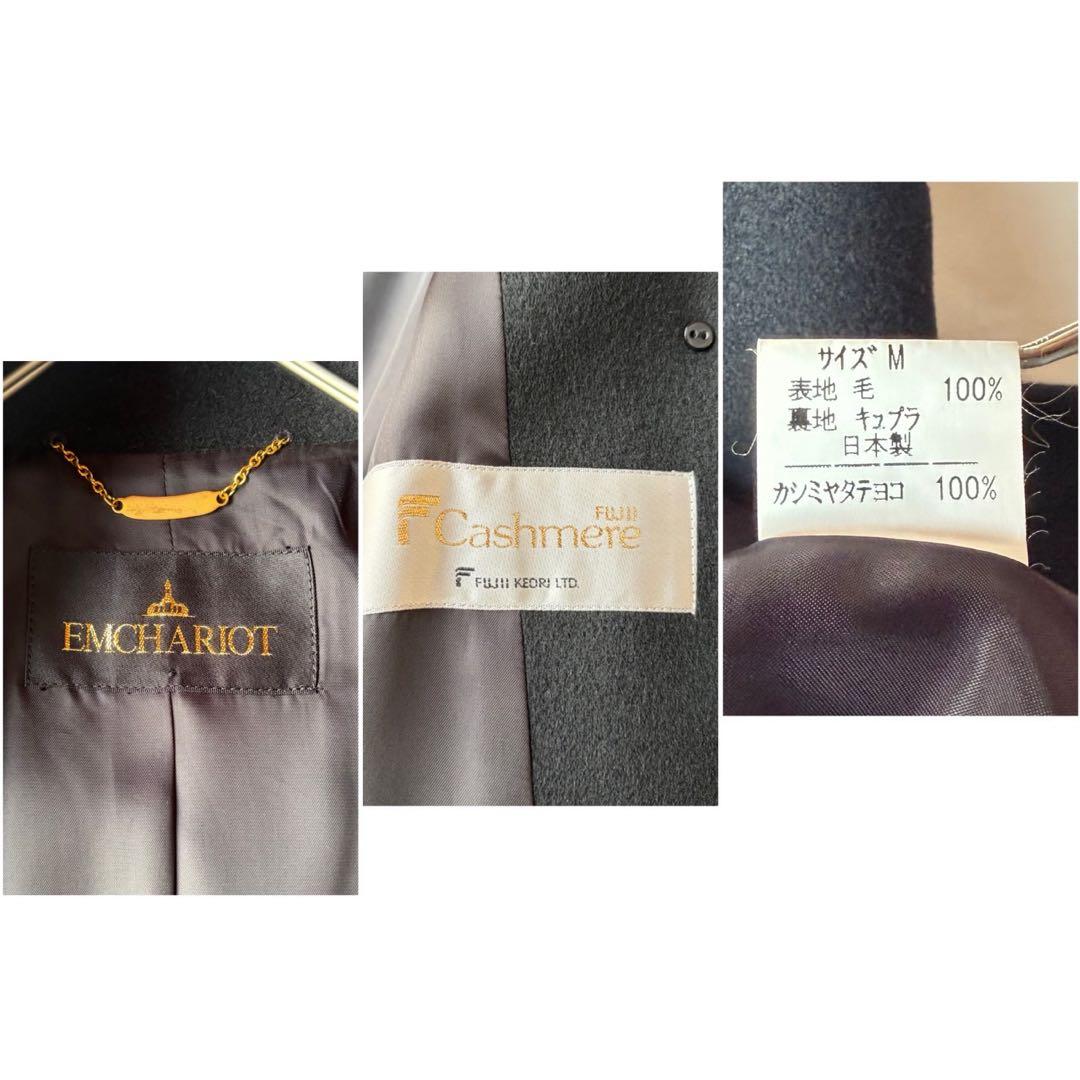 EMCHARIOT
FUJII
Cashmere
FUJII KEORI LTD.
サイズ M
表地 毛 100%
裏地 キュプラ
日本製
カシミヤタテヨコ 100%